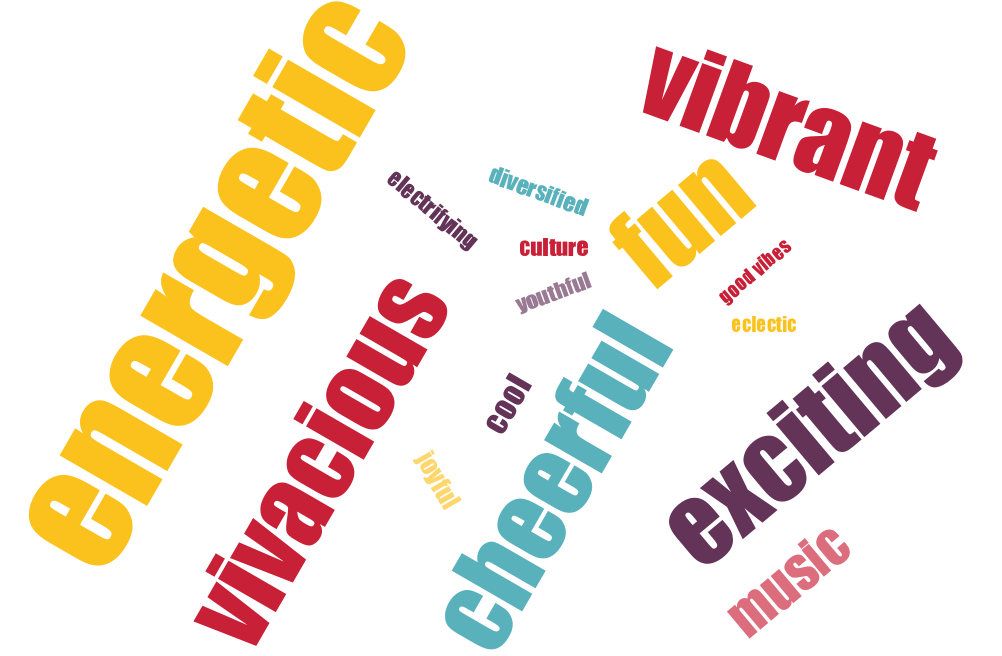 energetic
vibrant
fun
electrifying
diversified
culture
youthful
good vibes
eclectic
vivacious
cheerful
exciting
cool
joyful
music